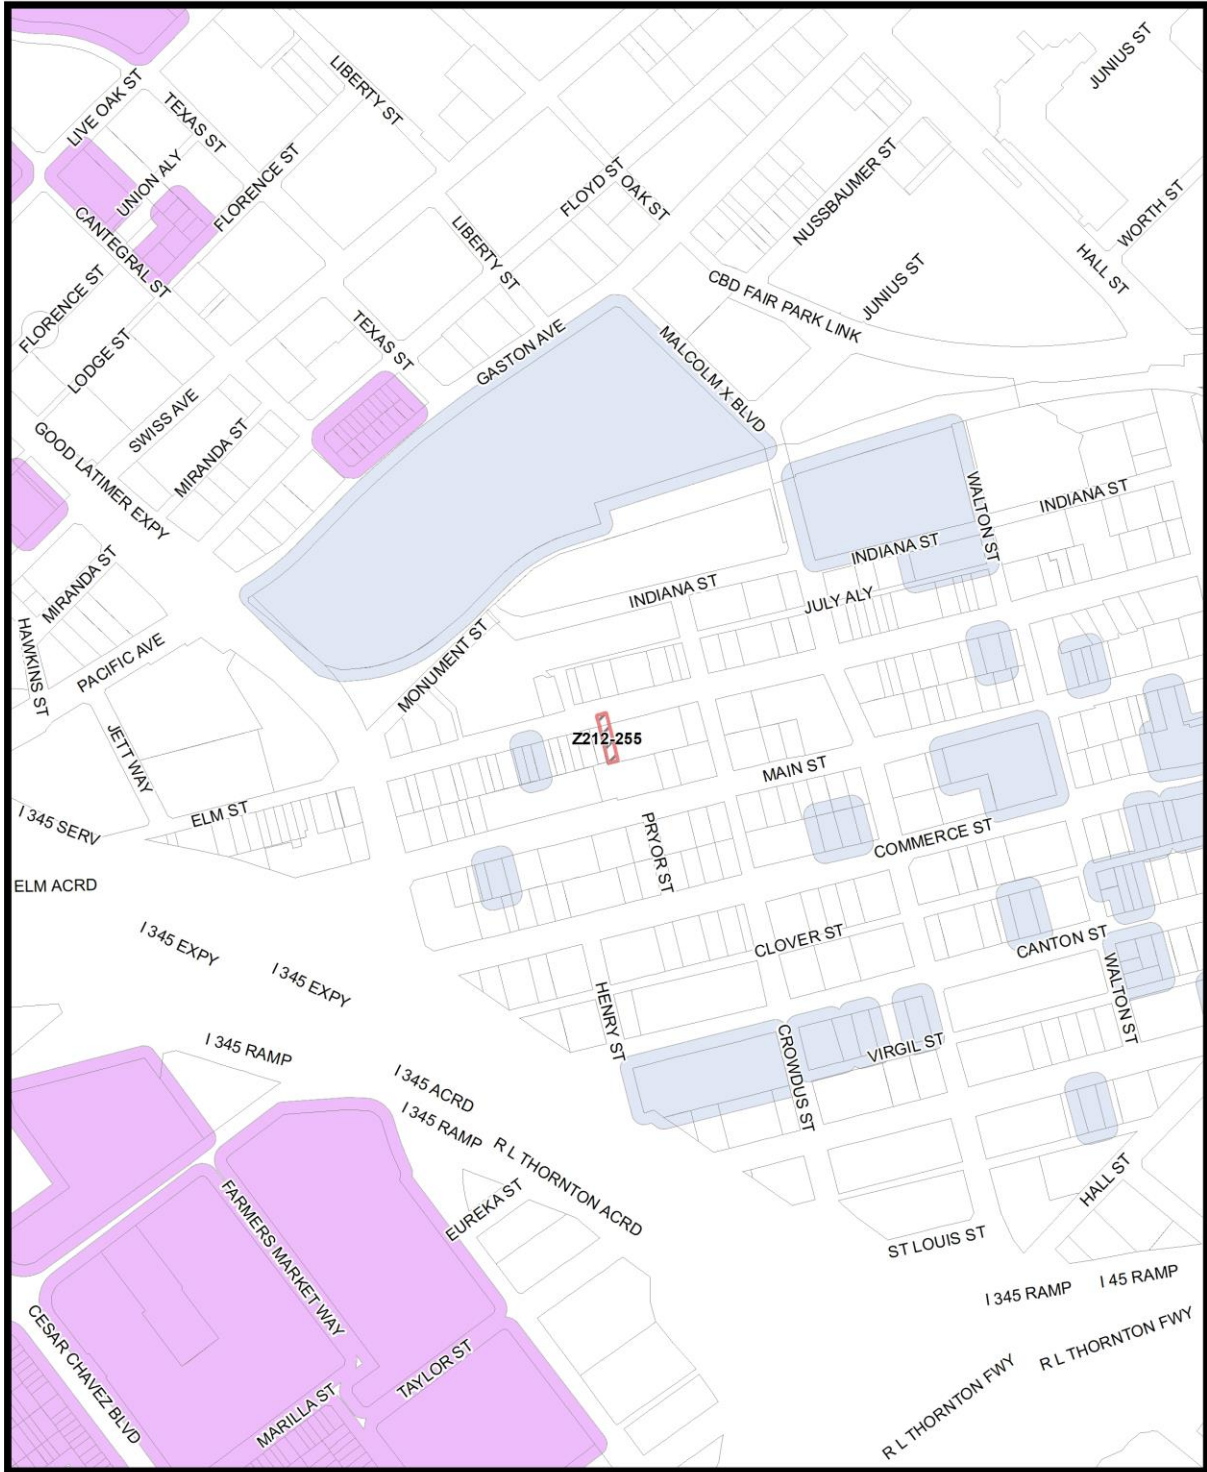 JUNIUS ST
LIBERTY ST
LIVE OAK ST
TEXAS ST
UNION ALY
FLORENCE ST
FLOYD ST
OAK ST
NUSSBAUMER ST
WORTH ST
CANTEGRAL ST
LIBERTY ST
HALL ST
FLORENCE ST
CBD FAIR PARK LINK
JUNIUS ST
LODGE ST
TEXAS ST
GASTON AVE
MALCOLM X BLVD
SWISS AVE
MIRANDA ST
GOOD LATIMER EXPY
WALTON ST
INDIANA ST
INDIANA ST
MIRANDA ST
INDIANA ST
JULY ALY
HAWKINS ST
PACIFIC AVE
MONUMENT ST
Z212-255
JETT WAY
MAIN ST
ELM ST
I 345 SERV
PRYOR ST
COMMERCE ST
ELM ACRD
I 345 EXPY
I 345 EXPY
CLOVER ST
CANTON ST
WALTON ST
HENRY ST
I 345 RAMP
CROWDUS ST
VIRGIL ST
I 345 ACRD
I 345 RAMP
R L THORNTON ACRD
EUREKA ST
HALL ST
FARMERS MARKET WAY
ST LOUIS ST
I 345 RAMP
I 45 RAMP
CESAR CHAVEZ BLVD
TAYLOR ST
MARILLA ST
R L THORNTON FWY
R L THORNTON FWY